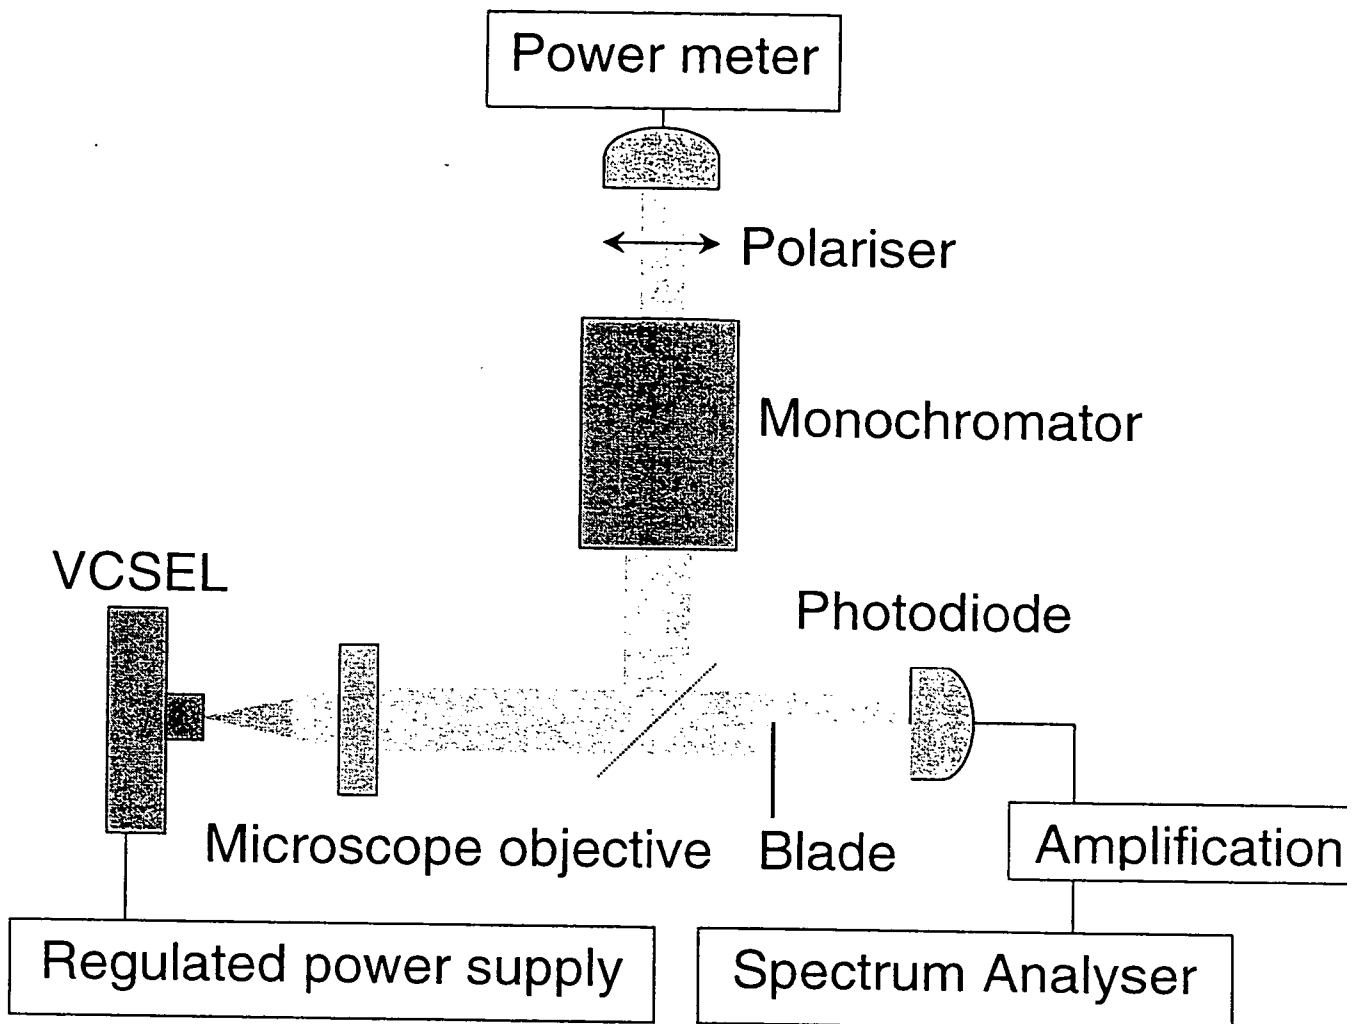 Power meter
Polariser
Monochromator
VCSEL
Photodiode
Microscope objective
Blade
Amplification
Regulated power supply
Spectrum Analyser